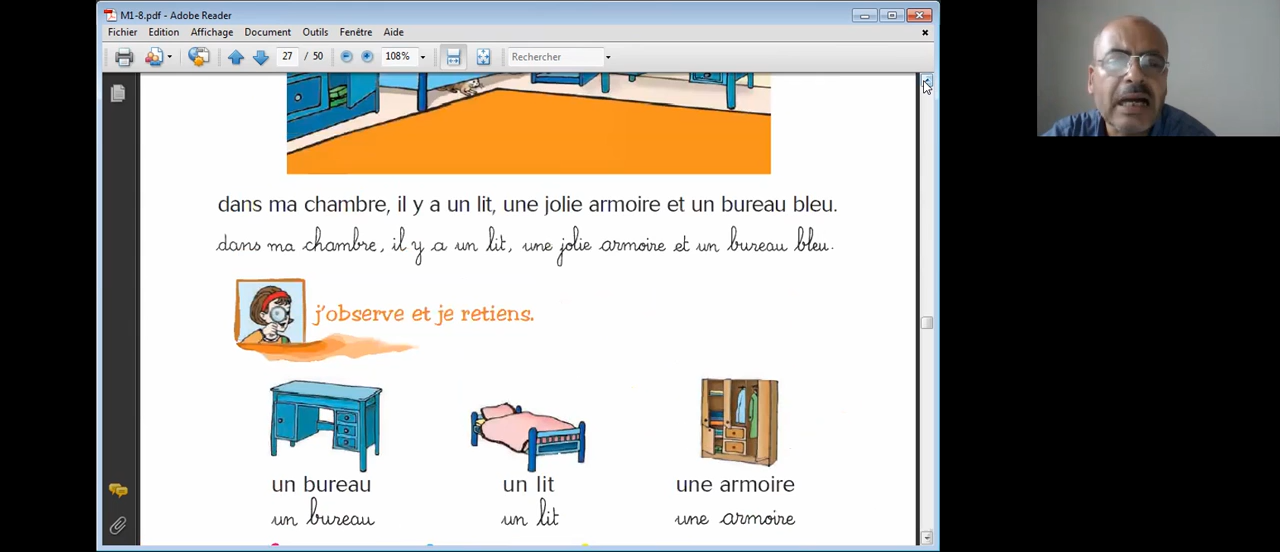 M1-8.pdf - Adobe Reader
Fichier Edition Affichage Document Outils Fenêtre Aide
27 / 50 108% Rechercher
dans ma chambre, il y a un lit, une jolie armoire et un bureau bleu.
dans ma chambre, il y a un lit, une jolie armoire et un bureau bleu.
j'observe et je retiens.
un bureau un lit une armoire
un bureau un lit une armoire